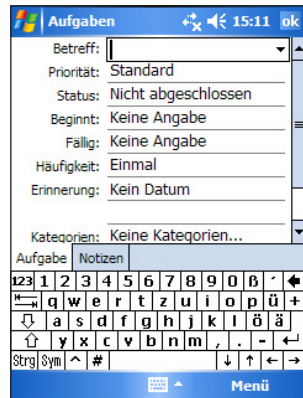 Aufgaben 15:11 ok
Betreff:
Priorität: Standard
Status: Nicht abgeschlossen
Beginnt: Keine Angabe
Fällig: Keine Angabe
Häufigkeit: Einmal
Erinnerung: Kein Datum
Kategorien: Keine Kategorien...
Aufgabe Notizen
123 1 2 3 4 5 6 7 8 9 0 ß ´
q w e r t z u i o p ü +
a s d f g h j k l ö ä
y x c v b n m , . -
Strg Sym ^ #
Menü